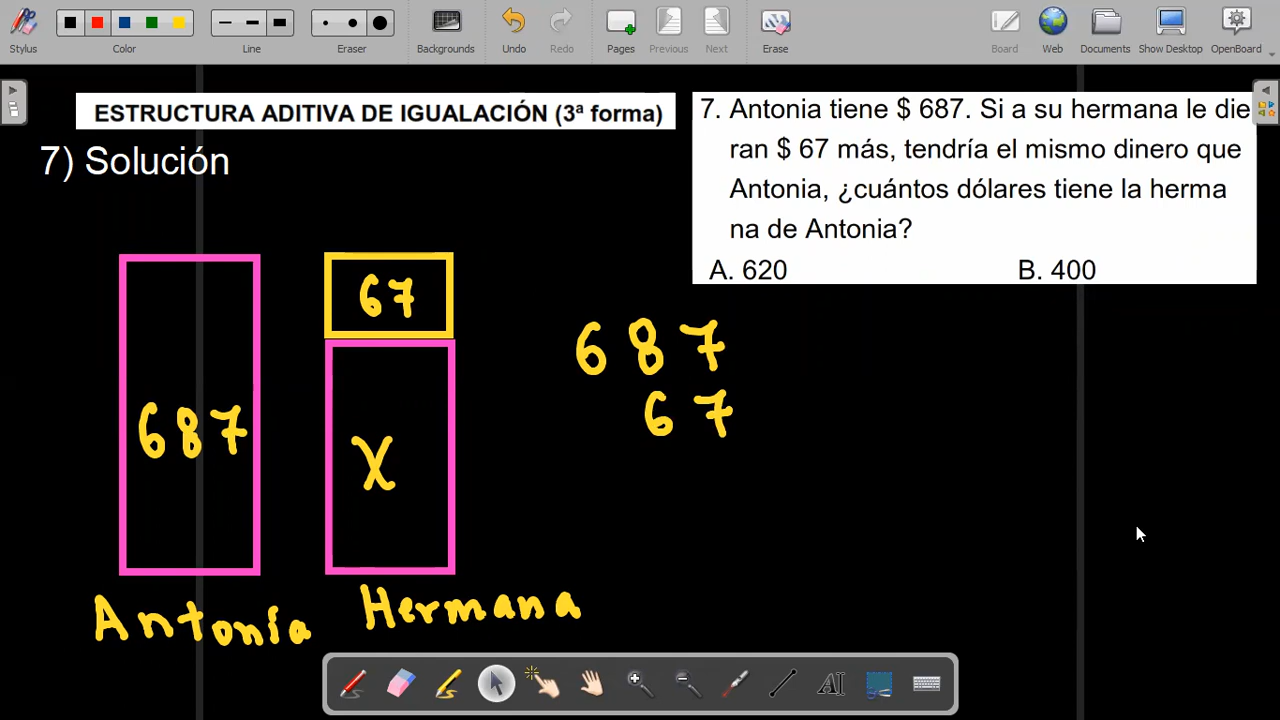 Stylus
Color
Line
Eraser
Backgrounds
Undo
Redo
Pages
Previous
Next
Erase
Board
Web
Documents
Show Desktop
OpenBoard
ESTRUCTURA ADITIVA DE IGUALACIÓN (3ª forma)
7) Solución
7. Antonia tiene $ 687. Si a su hermana le die
ran $ 67 más, tendría el mismo dinero que
Antonia, ¿cuántos dólares tiene la herma
na de Antonia?
A. 620 B. 400
687
67
X
687
67
Antonia
Hermana
AI